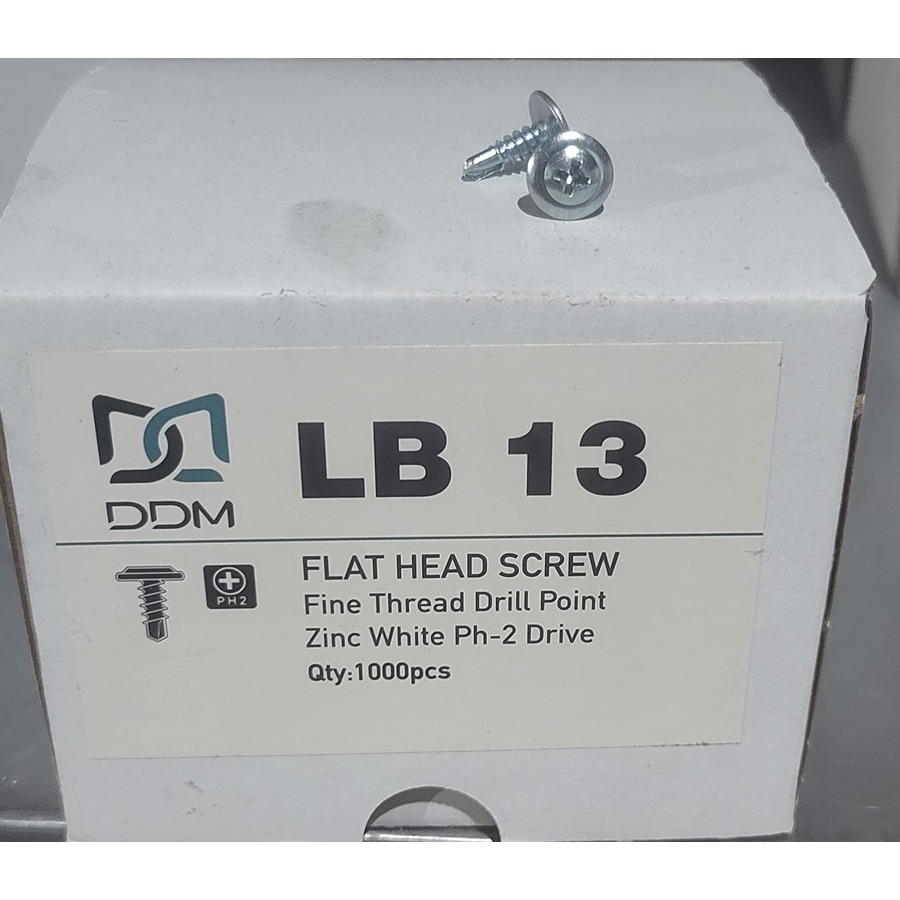 DDM
LB 13
PH2
FLAT HEAD SCREW
Fine Thread Drill Point
Zinc White Ph-2 Drive
Qty:1000pcs